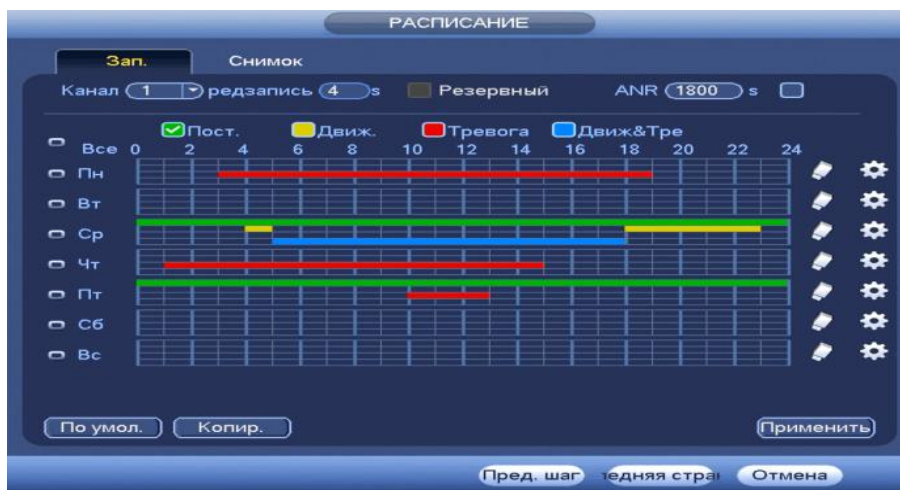 РАСПИСАНИЕ
Зап. Снимок
Канал 1 редзапись 4 s Резервный ANR 1800 s
Пост. Движ. Тревога Движ&Тре
Все 0 2 4 6 8 10 12 14 16 18 20 22 24
Пн
Вт
Ср
Чт
Пт
Сб
Вс
По умол. Копир. Применить
Пред. шаг едняя стра Отмена